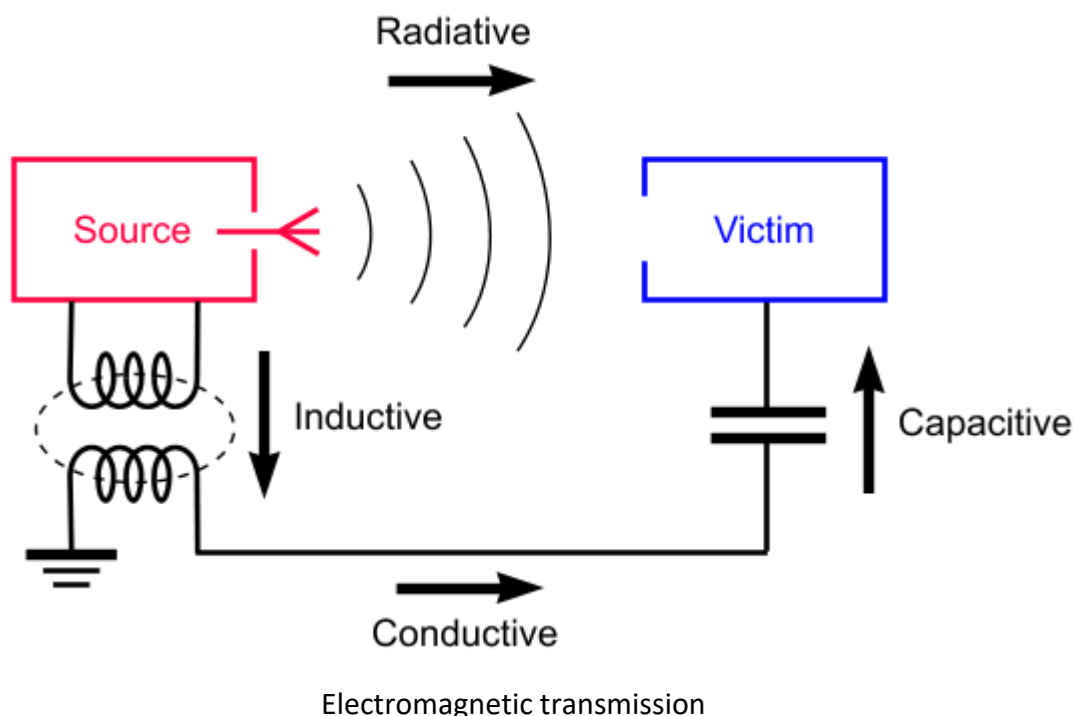 Radiative
Source
Victim
Inductive
Capacitive
Conductive
Electromagnetic transmission